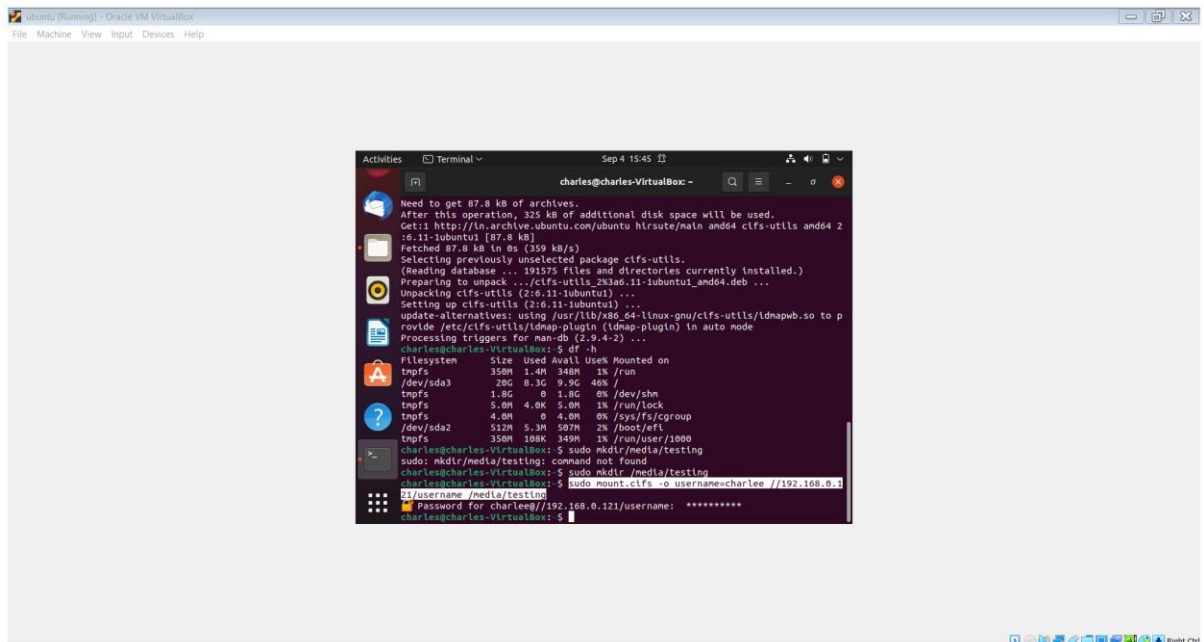 ubuntu [Running] - Oracle VM VirtualBox
File Machine View Input Devices Help
Activities Terminal Sep 4 15:45
charles@charles-VirtualBox: ~
Need to get 87.8 kB of archives.
After this operation, 325 kB of additional disk space will be used.
Get:1 http://in.archive.ubuntu.com/ubuntu hirsute/main amd64 cifs-utils amd64 2
:6.11-1ubuntu1 [87.8 kB]
Fetched 87.8 kB in 0s (359 kB/s)
Selecting previously unselected package cifs-utils.
(Reading database ... 191575 files and directories currently installed.)
Preparing to unpack .../cifs-utils_2%3a6.11-1ubuntu1_amd64.deb ...
Unpacking cifs-utils (2:6.11-1ubuntu1) ...
Setting up cifs-utils (2:6.11-1ubuntu1) ...
update-alternatives: using /usr/lib/x86_64-linux-gnu/cifs-utils/idmapwb.so to p
rovide /etc/cifs-utils/idmap-plugin (idmap-plugin) in auto mode
Processing triggers for man-db (2.9.4-2) ...
charles@charles-VirtualBox:~$ df -h
Filesystem Size Used Avail Use% Mounted on
tmpfs 350M 1.4M 348M 1% /run
/dev/sda3 20G 8.3G 9.9G 46% /
tmpfs 1.8G 0 1.8G 0% /dev/shm
tmpfs 5.0M 4.0K 5.0M 1% /run/lock
tmpfs 4.0M 0 4.0M 0% /sys/fs/cgroup
/dev/sda2 512M 5.3M 507M 2% /boot/efi
tmpfs 350M 108K 349M 1% /run/user/1000
charles@charles-VirtualBox:~$ sudo mkdir/media/testing
sudo: mkdir/media/testing: command not found
charles@charles-VirtualBox:~$ sudo mkdir /media/testing
charles@charles-VirtualBox:~$ sudo mount.cifs -o username=charlee //192.168.0.1
21/username /media/testing
Password for charlee@//192.168.0.121/username: **********
charles@charles-VirtualBox:~$
Right Ctrl